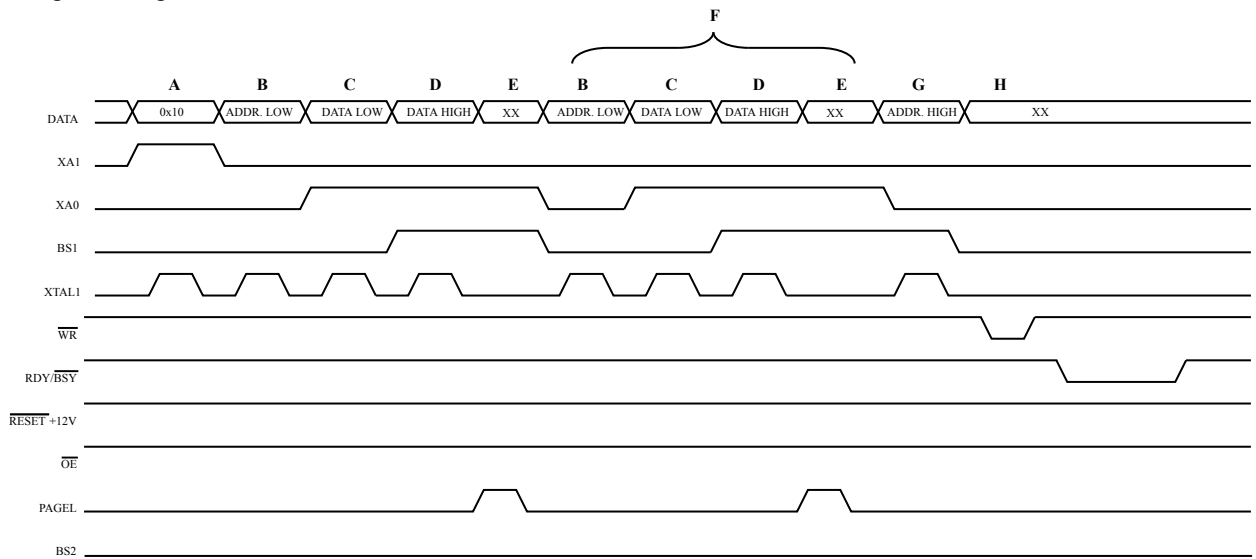 F
A B C D E B C D E G H
DATA 0x10 ADDR. LOW DATA LOW DATA HIGH XX ADDR. LOW DATA LOW DATA HIGH XX ADDR. HIGH XX
XA1
XA0
BS1
XTAL1
WR
RDY/BSY
RESET +12V
OE
PAGEL
BS2